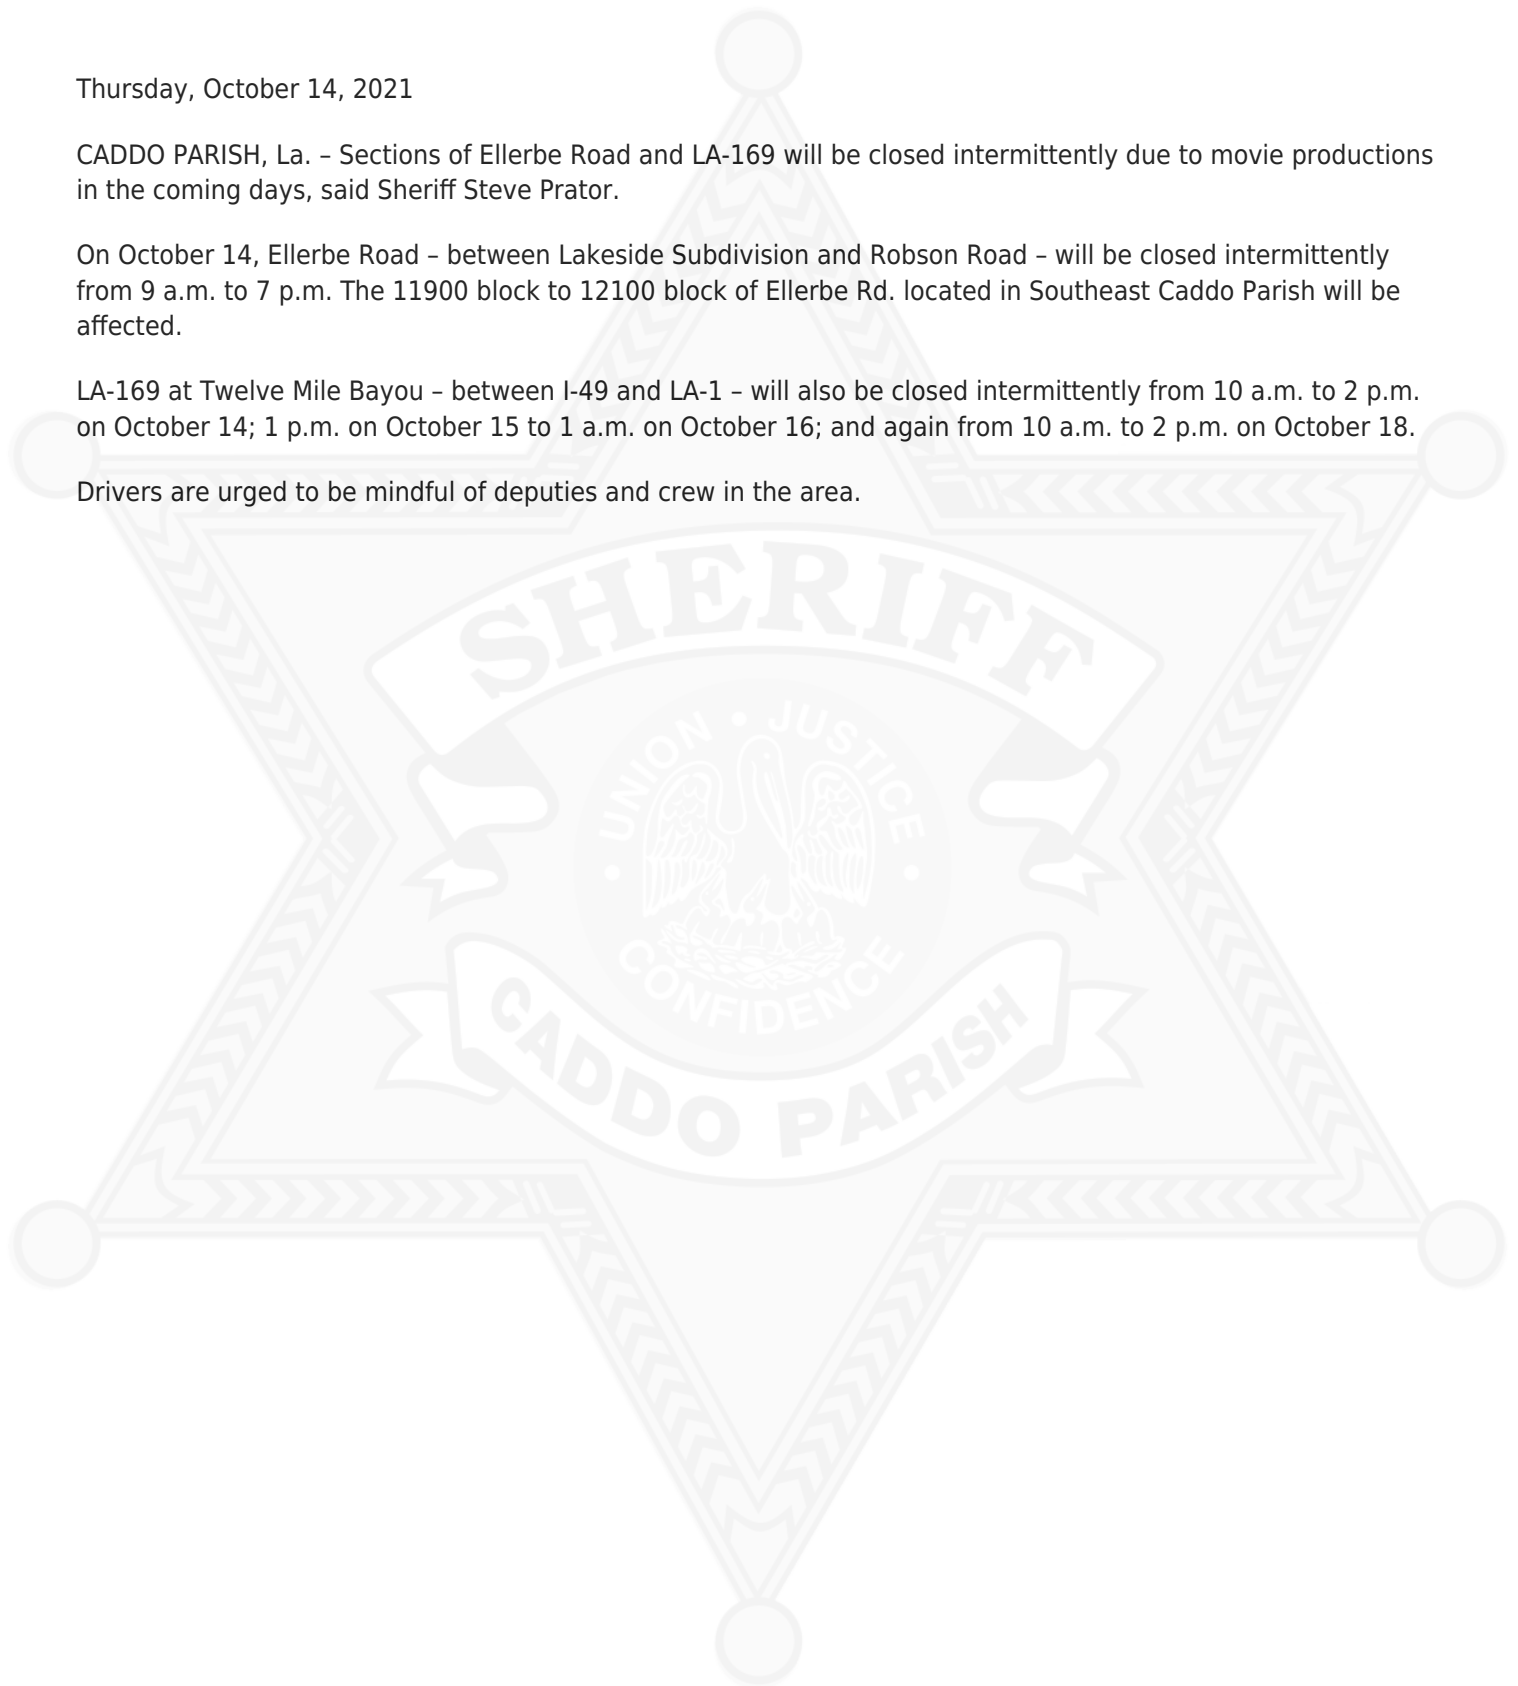 Thursday, October 14, 2021
CADDO PARISH, La. – Sections of Ellerbe Road and LA-169 will be closed intermittently due to movie productions
in the coming days, said Sheriff Steve Prator.
On October 14, Ellerbe Road – between Lakeside Subdivision and Robson Road – will be closed intermittently
from 9 a.m. to 7 p.m. The 11900 block to 12100 block of Ellerbe Rd. located in Southeast Caddo Parish will be
affected.
LA-169 at Twelve Mile Bayou – between I-49 and LA-1 – will also be closed intermittently from 10 a.m. to 2 p.m.
on October 14; 1 p.m. on October 15 to 1 a.m. on October 16; and again from 10 a.m. to 2 p.m. on October 18.
Drivers are urged to be mindful of deputies and crew in the area.
SHERIFF
UNION • JUSTICE
• CONFIDENCE •
CADDO PARISH